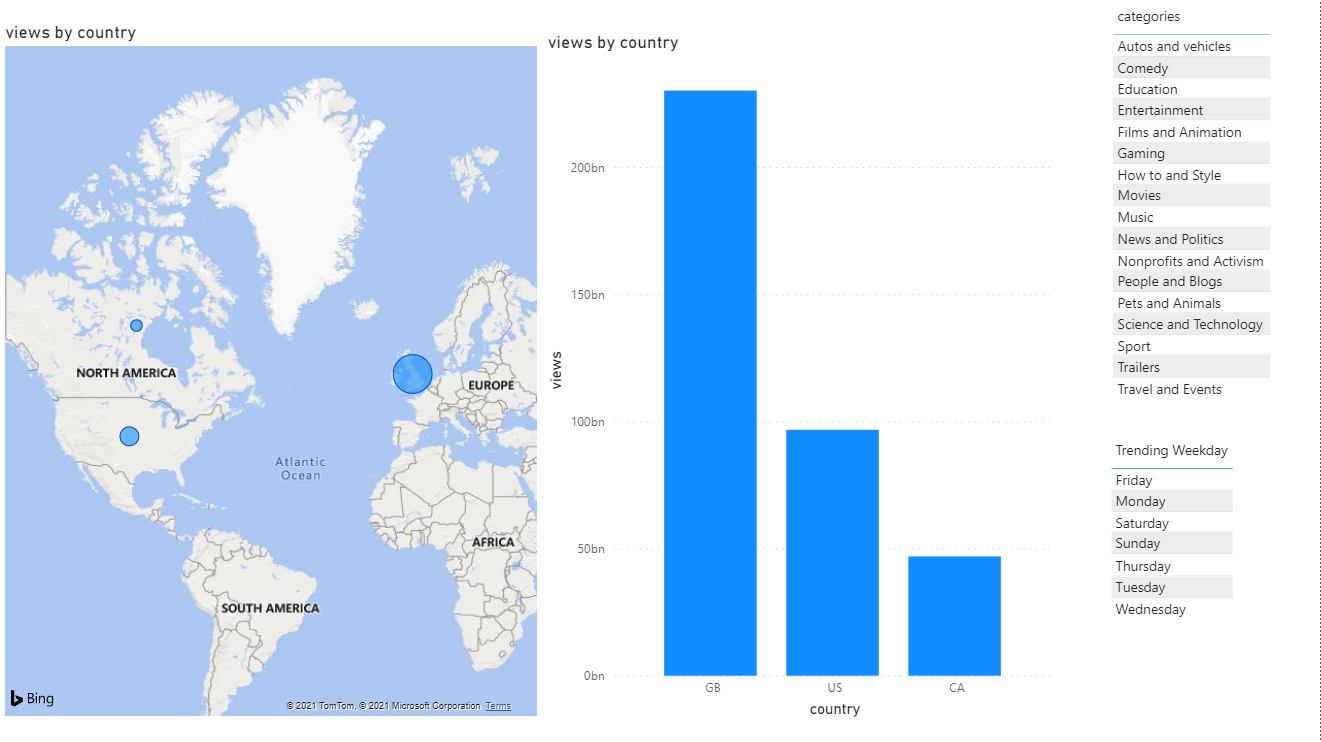 views by country
NORTH AMERICA
EUROPE
Atlantic
Ocean
AFRICA
SOUTH AMERICA
Bing
© 2021 TomTom, © 2021 Microsoft Corporation Terms
views by country
views
200bn
150bn
100bn
50bn
0bn
GB US CA
country
categories
Autos and vehicles
Comedy
Education
Entertainment
Films and Animation
Gaming
How to and Style
Movies
Music
News and Politics
Nonprofits and Activism
People and Blogs
Pets and Animals
Science and Technology
Sport
Trailers
Travel and Events
Trending Weekday
Friday
Monday
Saturday
Sunday
Thursday
Tuesday
Wednesday